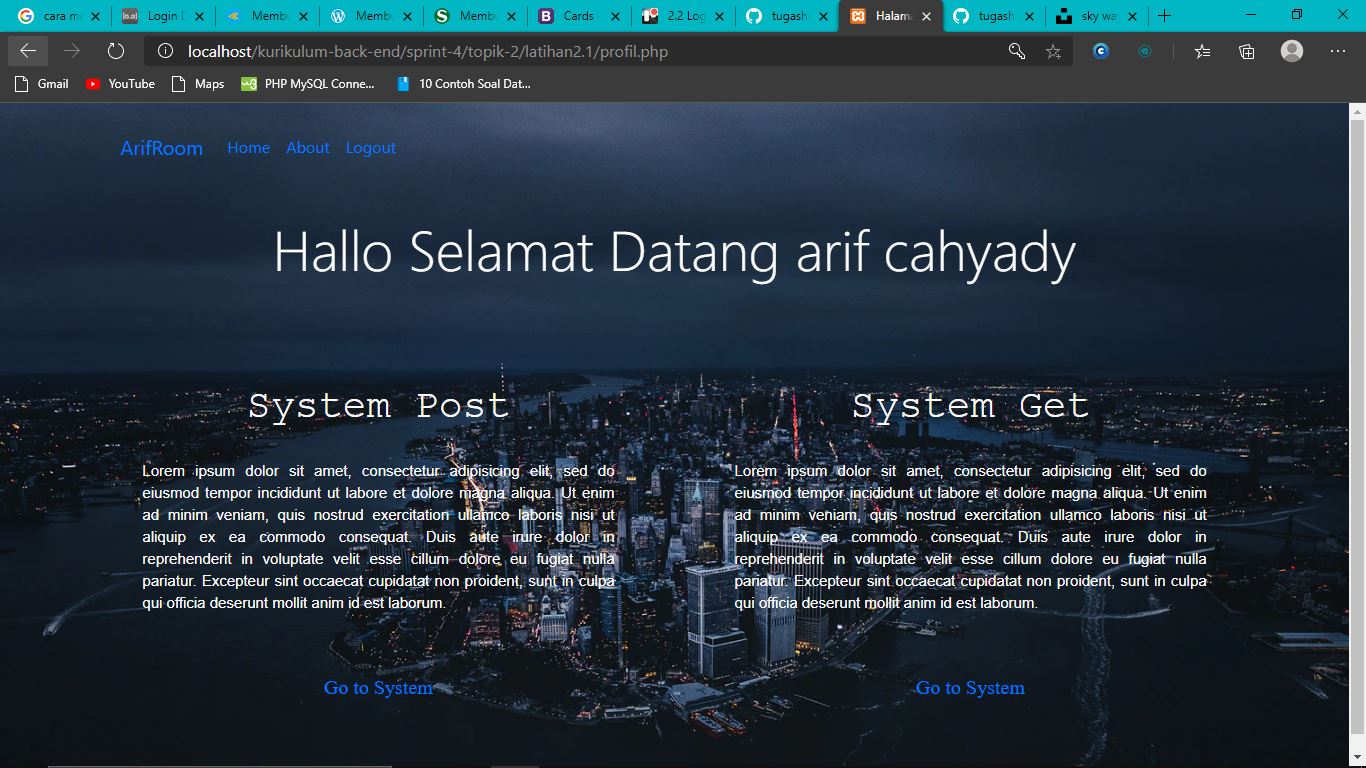 cara m
Login D
Membu
Membu
Membu
Cards -
2.2 Log
tugash
Halama
tugash
sky wa
localhost/kurikulum-back-end/sprint-4/topik-2/latihan2.1/profil.php
Gmail
YouTube
Maps
PHP MySQL Conne...
10 Contoh Soal Dat...
ArifRoom
Home
About
Logout
Hallo Selamat Datang arif cahyady
System Post
Lorem ipsum dolor sit amet, consectetur adipisicing elit, sed do
eiusmod tempor incididunt ut labore et dolore magna aliqua. Ut enim
ad minim veniam, quis nostrud exercitation ullamco laboris nisi ut
aliquip ex ea commodo consequat. Duis aute irure dolor in
reprehenderit in voluptate velit esse cillum dolore eu fugiat nulla
pariatur. Excepteur sint occaecat cupidatat non proident, sunt in culpa
qui officia deserunt mollit anim id est laborum.
Go to System
System Get
Lorem ipsum dolor sit amet, consectetur adipisicing elit, sed do
eiusmod tempor incididunt ut labore et dolore magna aliqua. Ut enim
ad minim veniam, quis nostrud exercitation ullamco laboris nisi ut
aliquip ex ea commodo consequat. Duis aute irure dolor in
reprehenderit in voluptate velit esse cillum dolore eu fugiat nulla
pariatur. Excepteur sint occaecat cupidatat non proident, sunt in culpa
qui officia deserunt mollit anim id est laborum.
Go to System